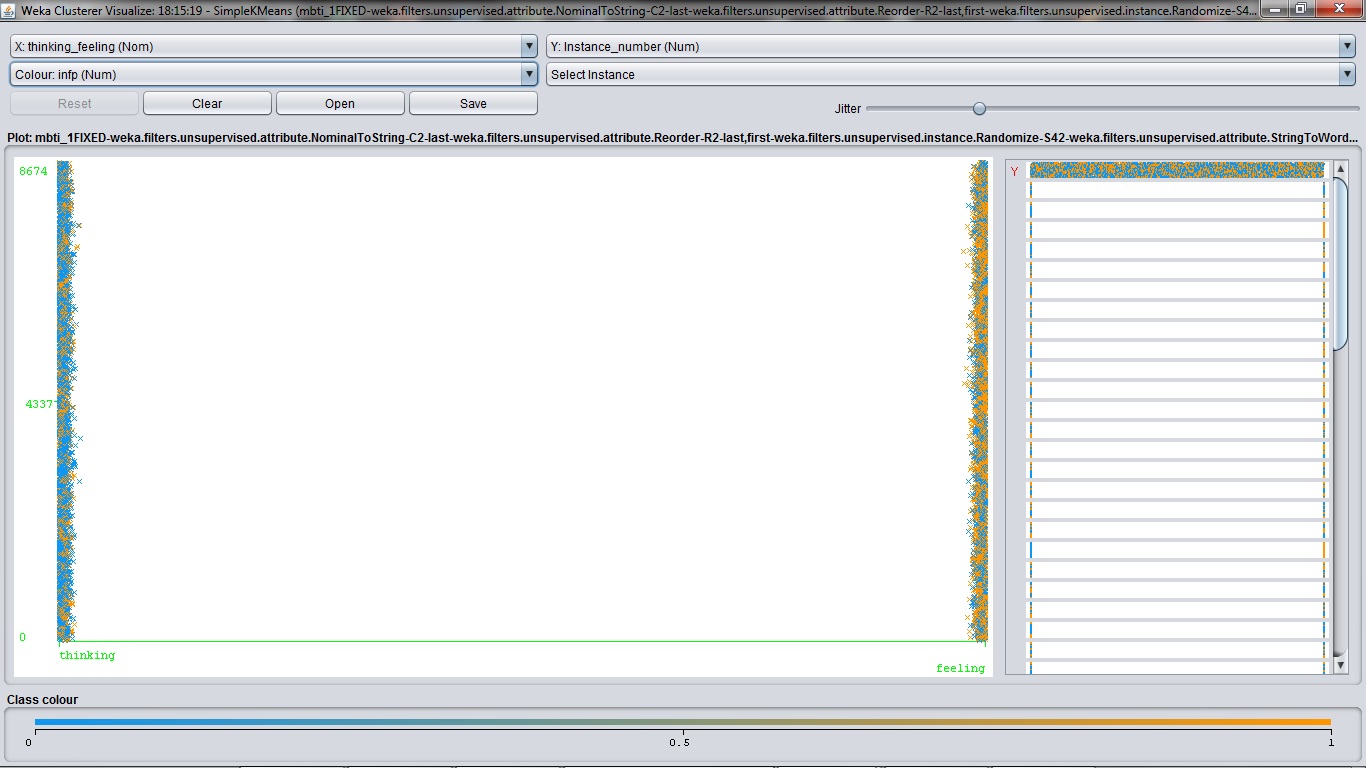 Weka Clusterer Visualize: 18:15:19 - SimpleKMeans (mbti_1FIXED-weka.filters.unsupervised.attribute.NominalToString-C2-last-weka.filters.unsupervised.attribute.Reorder-R2-last,first-weka.filters.unsupervised.instance.Randomize-S4...
X: thinking_feeling (Nom)
Y: Instance_number (Num)
Colour: infp (Num)
Select Instance
Reset
Clear
Open
Save
Jitter
Plot: mbti_1FIXED-weka.filters.unsupervised.attribute.NominalToString-C2-last-weka.filters.unsupervised.attribute.Reorder-R2-last,first-weka.filters.unsupervised.instance.Randomize-S42-weka.filters.unsupervised.attribute.StringToWord...
8674
Y
4337
0
thinking
feeling
Class colour
0
0.5
1